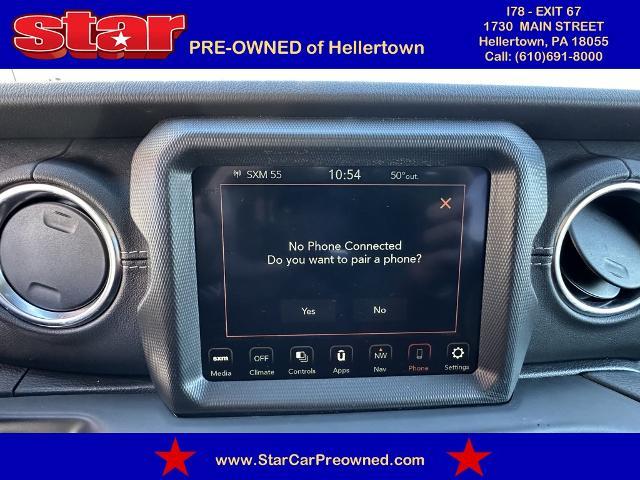 star
PRE-OWNED of Hellertown
I78 - EXIT 67
1730 MAIN STREET
Hellertown, PA 18055
Call: (610)691-8000
SXM 55
10:54
50°out.
X
No Phone Connected
Do you want to pair a phone?
Yes
No
sxm
OFF
ū
NW
Media
Climate
Controls
Apps
Nav
Phone
Settings
www.StarCarPreowned.com